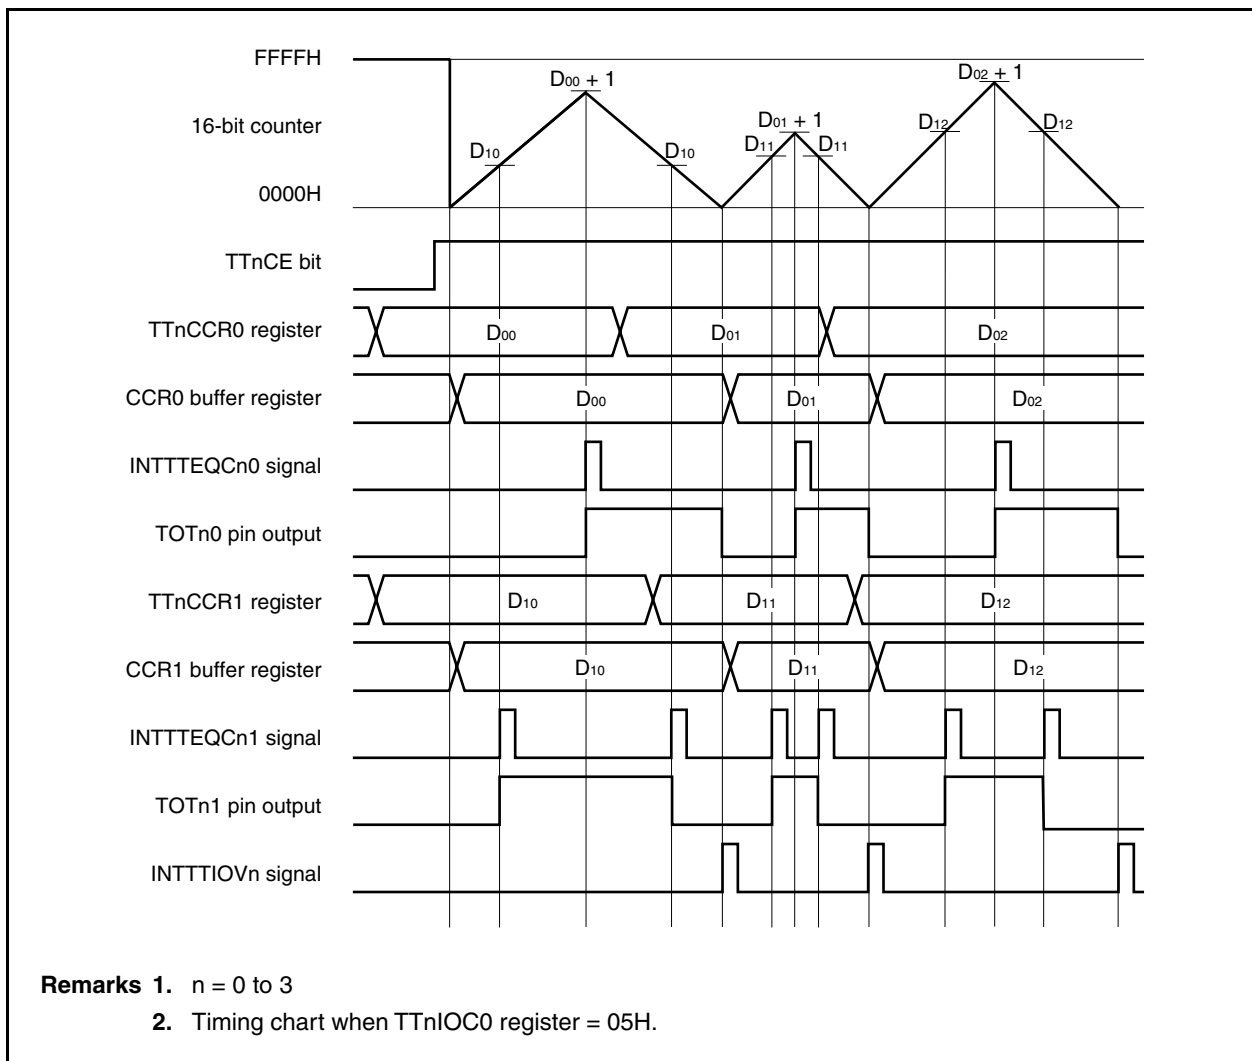 FFFFH
D00 + 1
D02 + 1
16-bit counter
D01 + 1
D12
D12
D10
D10
D11
D11
0000H
TTnCE bit
TTnCCR0 register
D00
D01
D02
CCR0 buffer register
D00
D01
D02
INTTTEQCn0 signal
TOTn0 pin output
TTnCCR1 register
D10
D11
D12
CCR1 buffer register
D10
D11
D12
INTTTEQCn1 signal
TOTn1 pin output
INTTTIOVn signal
Remarks 1. n = 0 to 3
2. Timing chart when TTnIOC0 register = 05H.